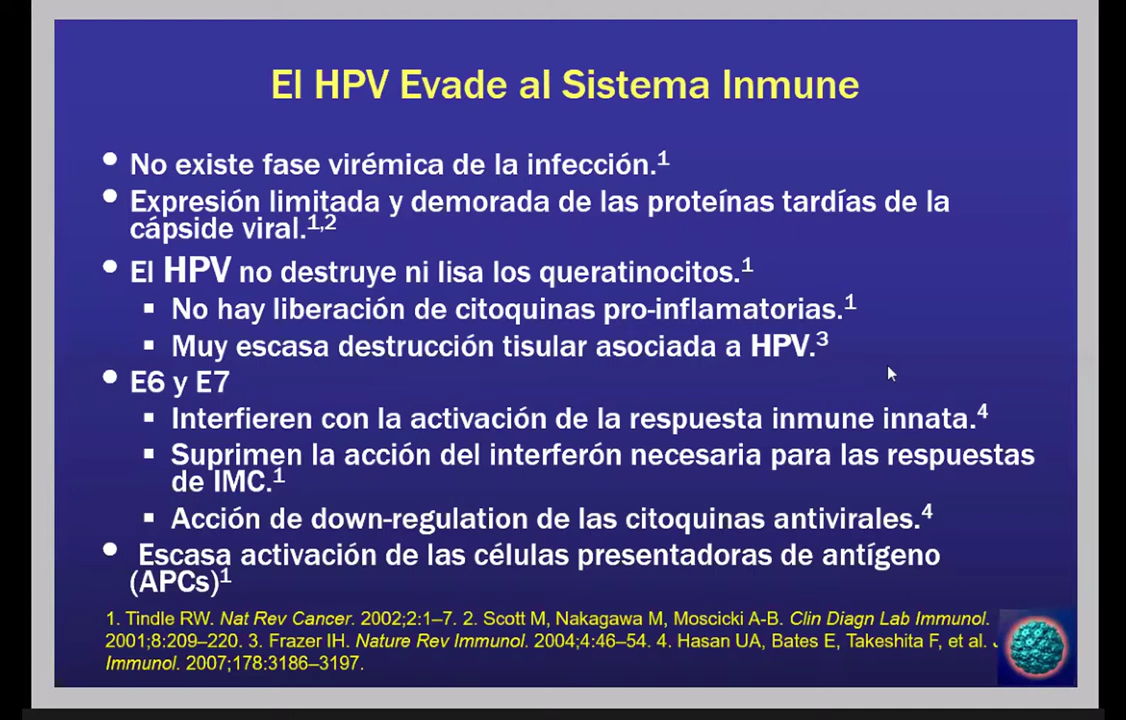 El HPV Evade al Sistema Inmune
• No existe fase virémica de la infección.1
• Expresión limitada y demorada de las proteínas tardías de la
cápside viral.1,2
• El HPV no destruye ni lisa los queratinocitos.1
▪ No hay liberación de citoquinas pro-inflamatorias.1
▪ Muy escasa destrucción tisular asociada a HPV.3
• E6 y E7
▪ Interfieren con la activación de la respuesta inmune innata.4
▪ Suprimen la acción del interferón necesaria para las respuestas
de IMC.1
▪ Acción de down-regulation de las citoquinas antivirales.4
• Escasa activación de las células presentadoras de antígeno
(APCs)1
1. Tindle RW. Nat Rev Cancer. 2002;2:1–7. 2. Scott M, Nakagawa M, Moscicki A-B. Clin Diagn Lab Immunol.
2001;8:209–220. 3. Frazer IH. Nature Rev Immunol. 2004;4:46–54. 4. Hasan UA, Bates E, Takeshita F, et al.
Immunol. 2007;178:3186–3197.